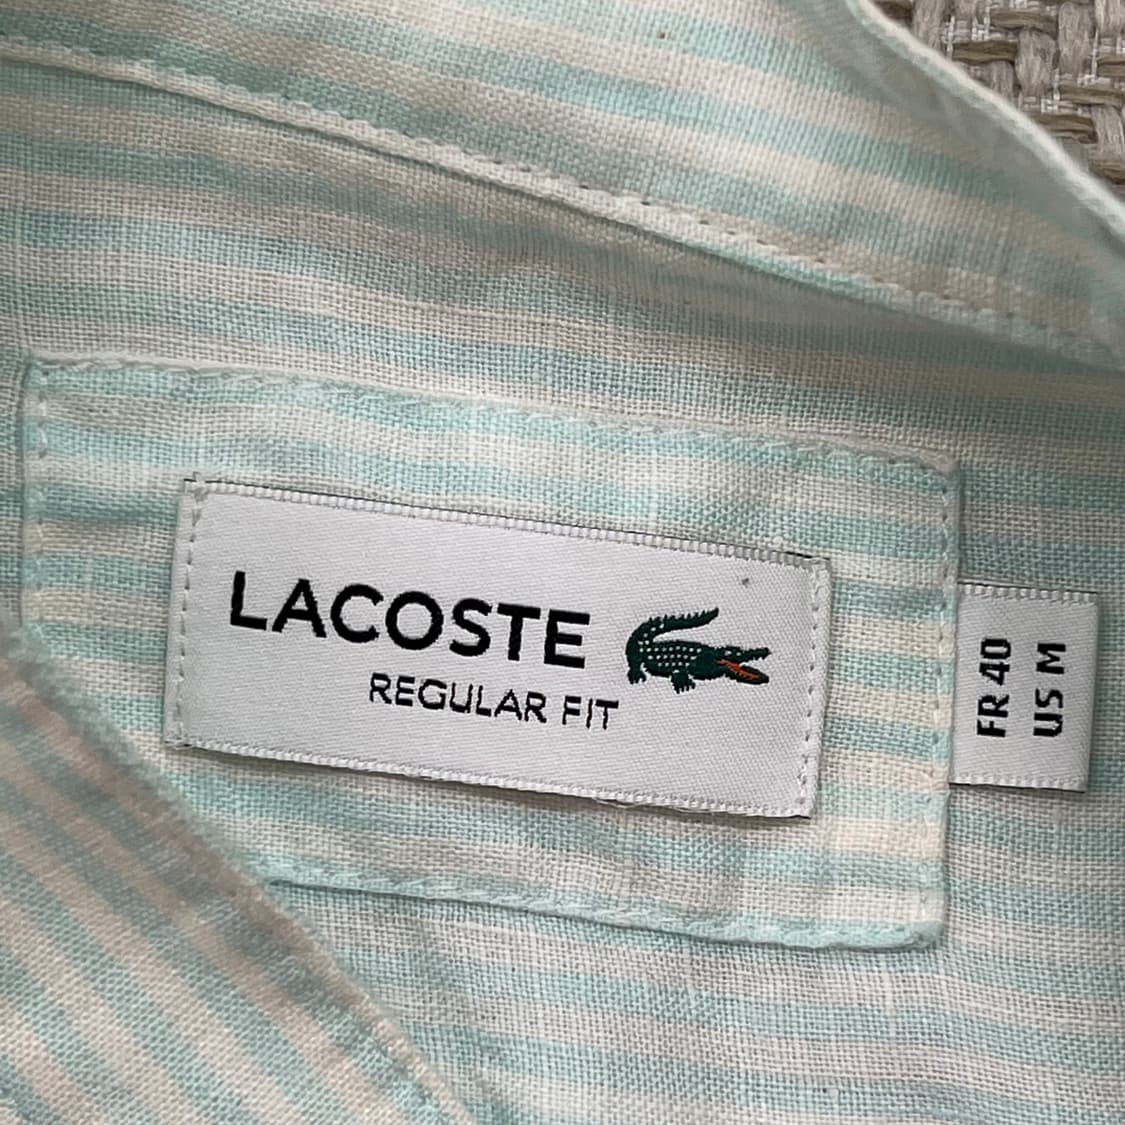 LACOSTE
REGULAR FIT
FR 40
US M